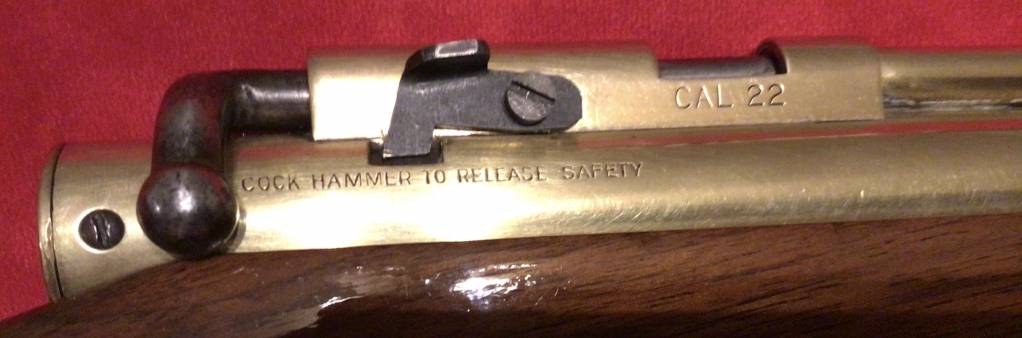 CAL 22
COCK HAMMER TO RELEASE SAFETY